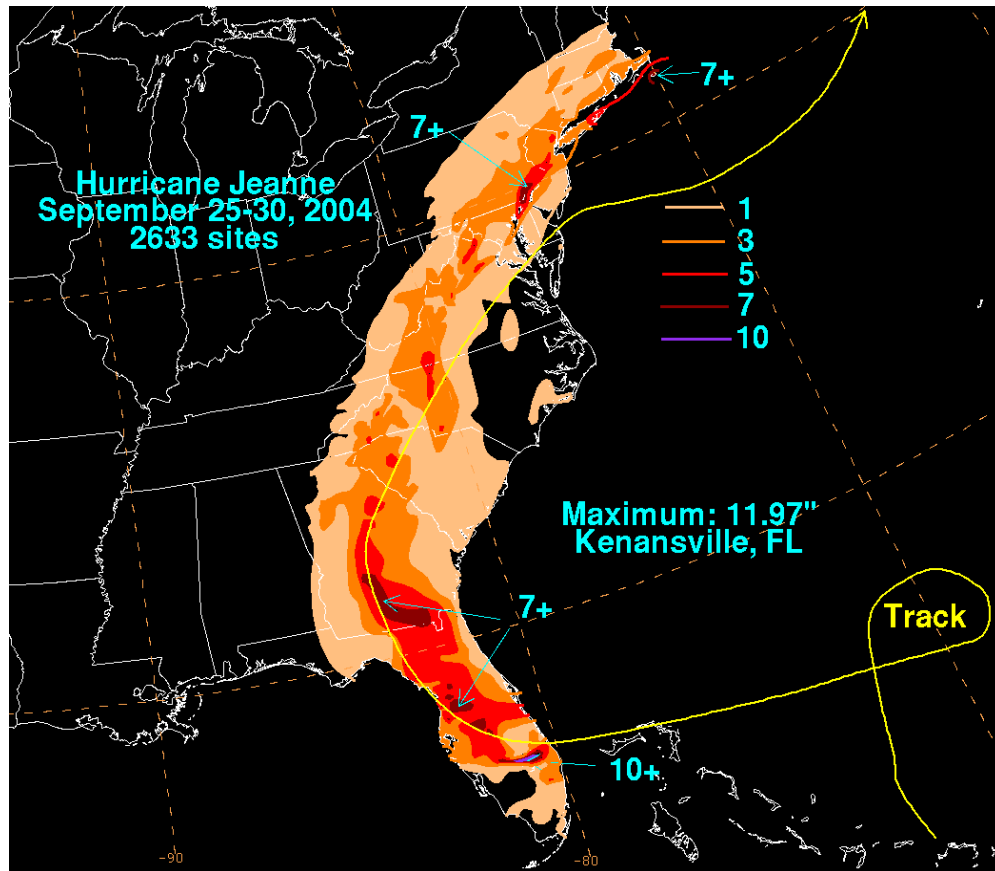 7+
7+
Hurricane Jeanne
September 25-30, 2004
2633 sites
1
3
5
7
10
Maximum: 11.97"
Kenansville, FL
7+
Track
10+
-90
-80